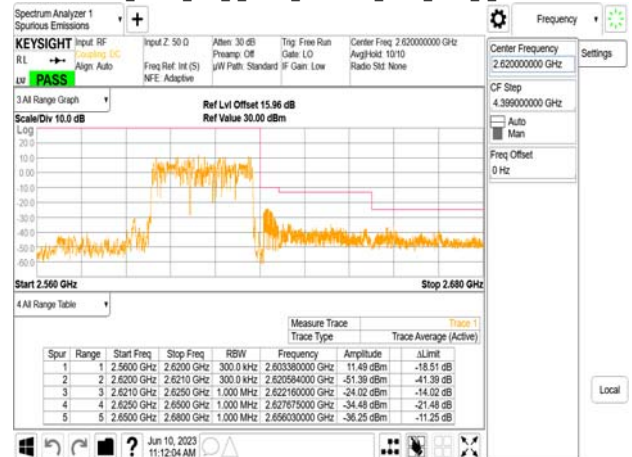 Spectrum Analyzer 1
Spurious Emissions
Frequency
KEYSIGHT Input: RF Input Z: 50 Ω Atten: 30 dB Trig: Free Run Center Freq: 2.620000000 GHz
RL Coupling: DC Preamp: Off Gate: LO Avg|Hold: 10/10
Align: Auto Freq Ref: Int (S) µW Path: Standard IF Gain: Low Radio Std: None
NFE: Adaptive
LU PASS
Center Frequency
2.620000000 GHz
Settings
CF Step
4.399000000 GHz
Auto
Man
Freq Offset
0 Hz
3 All Range Graph
Ref Lvl Offset 15.96 dB
Scale/Div 10.0 dB Ref Value 30.00 dBm
Log
20.0
10.0
0.00
-10.0
-20.0
-30.0
-40.0
-50.0
-60.0
Start 2.560 GHz Stop 2.680 GHz
4 All Range Table
Measure Trace Trace 1
Trace Type Trace Average (Active)
Spur Range Start Freq Stop Freq RBW Frequency Amplitude ΔLimit
1 1 2.5600 GHz 2.6200 GHz 300.0 kHz 2.603380000 GHz 11.49 dBm -18.51 dB
2 2 2.6200 GHz 2.6210 GHz 300.0 kHz 2.620584000 GHz -51.39 dBm -41.39 dB
3 3 2.6210 GHz 2.6250 GHz 1.000 MHz 2.622160000 GHz -24.02 dBm -14.02 dB
4 4 2.6250 GHz 2.6500 GHz 1.000 MHz 2.627675000 GHz -34.48 dBm -21.48 dB
5 5 2.6500 GHz 2.6800 GHz 1.000 MHz 2.656030000 GHz -36.25 dBm -11.25 dB
Local
Jun 10, 2023
11:12:04 AM